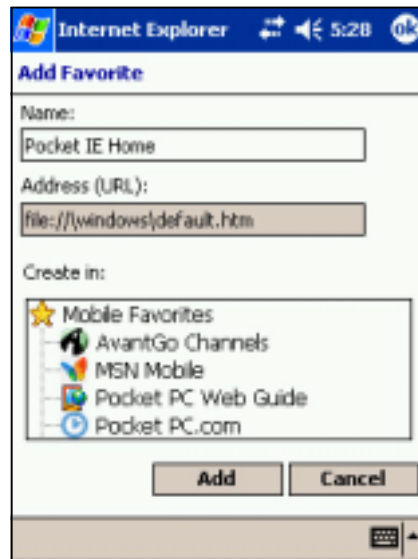 Internet Explorer 5:28 ok
Add Favorite
Name:
Pocket IE Home
Address (URL):
file://\windows\default.htm
Create in:
Mobile Favorites
AvantGo Channels
MSN Mobile
Pocket PC Web Guide
Pocket PC.com
Add Cancel